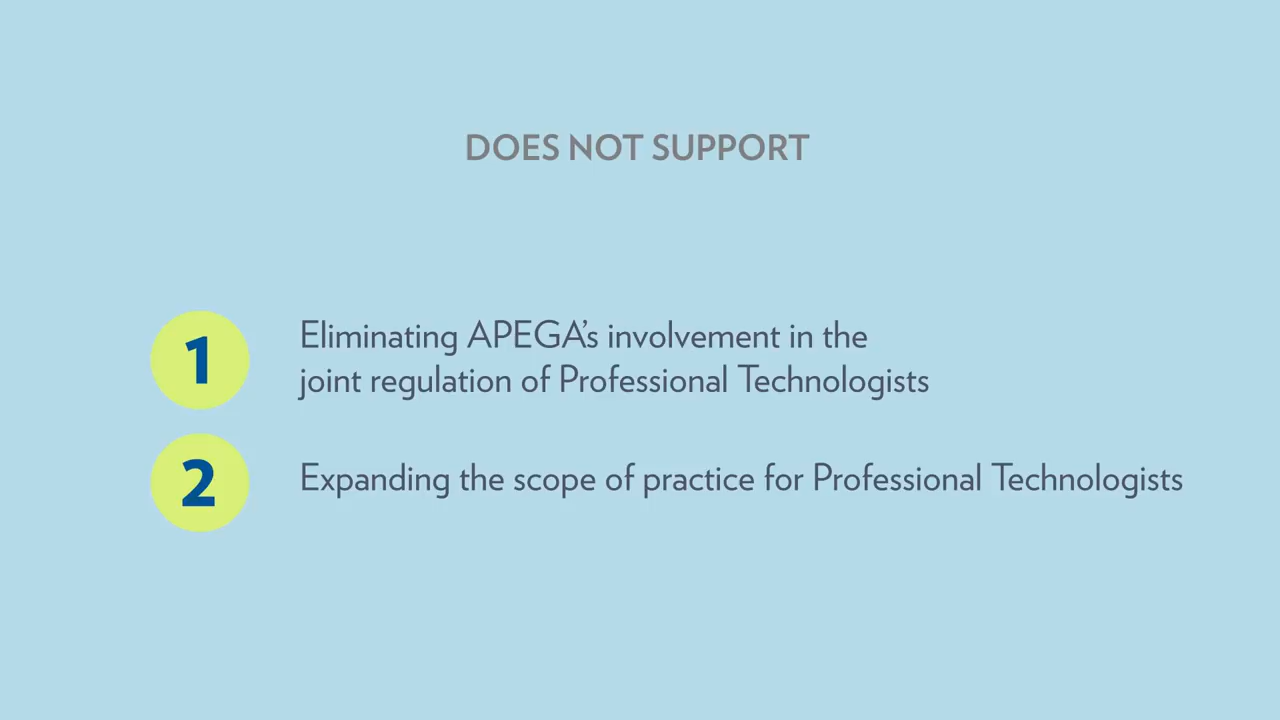 DOES NOT SUPPORT
1
Eliminating APEGA's involvement in the
joint regulation of Professional Technologists
2
Expanding the scope of practice for Professional Technologists